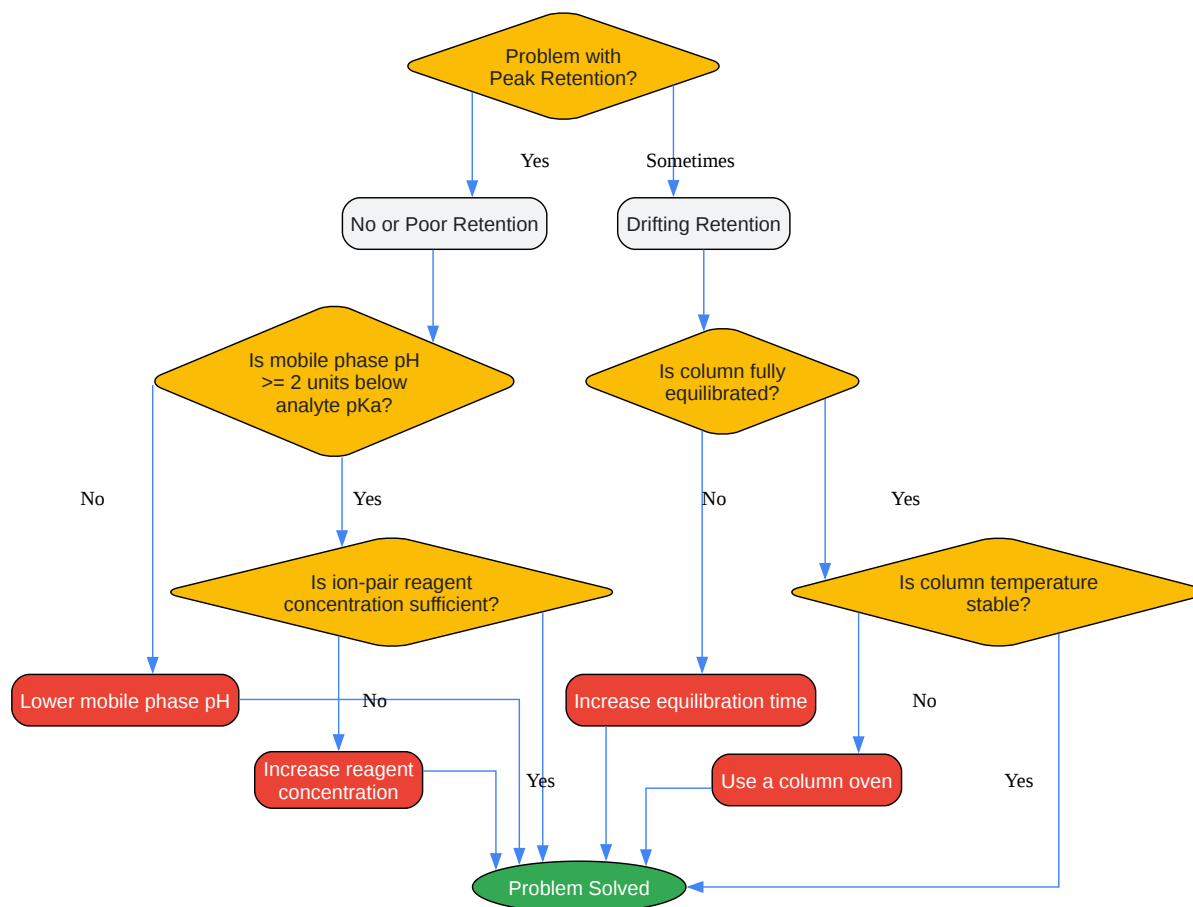 Problem with
Peak Retention?
Yes
Sometimes
No or Poor Retention
Drifting Retention
Is mobile phase pH
>= 2 units below
analyte pKa?
Is column fully
equilibrated?
No
Yes
No
Yes
Is ion-pair reagent
concentration sufficient?
Is column temperature
stable?
Lower mobile phase pH
No
Increase equilibration time
No
Increase reagent
concentration
Yes
Use a column oven
Yes
Problem Solved